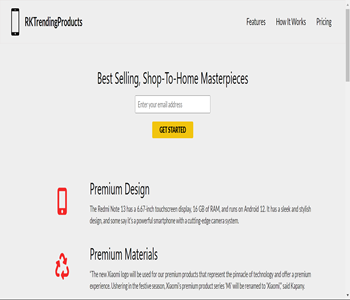 RKTrendingProducts
Features
How It Works
Pricing
Best Selling, Shop-To-Home Masterpieces
Enter your email address
GET STARTED
Premium Design
The Redmi Note 13 has a 6.67-inch touchscreen display, 16 GB of RAM, and runs on Android 12. It has a sleek and stylish
design, and some say it's a powerful smartphone with a cutting-edge camera system.
Premium Materials
"The new Xiaomi logo will be used for our premium products that represent the pinnacle of technology and offer a premium
experience. Ushering in the festive season, Xiaomi's premium product series 'Mi' will be renamed to 'Xiaomi'," said Kapany.